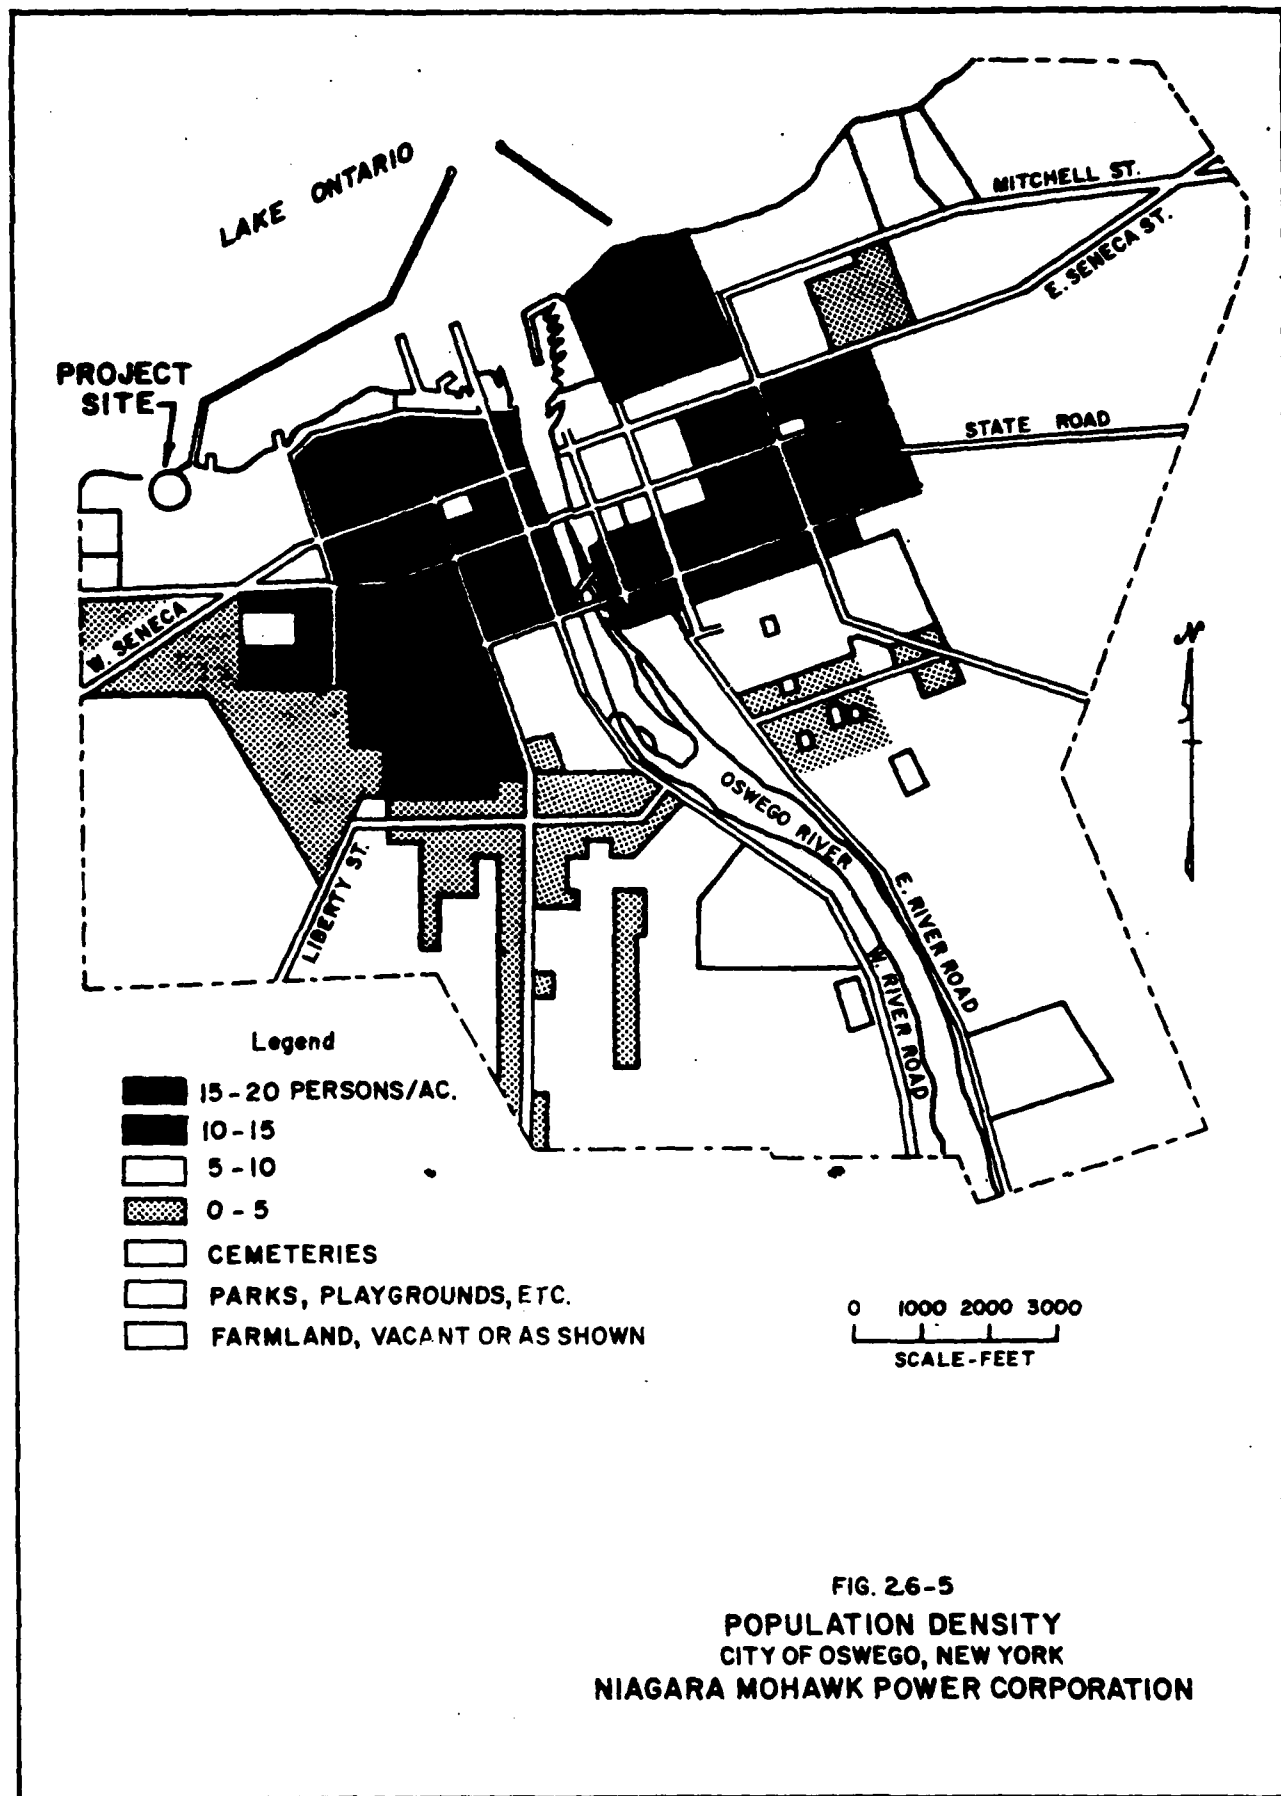 LAKE ONTARIO
MITCHELL ST.
E. SENECA ST.
PROJECT
SITE
STATE ROAD
W. SENECA
N
OSWEGO RIVER
LIBERTY ST.
E. RIVER ROAD
W. RIVER ROAD
Legend
15-20 PERSONS/AC.
10-15
5-10
0-5
CEMETERIES
PARKS, PLAYGROUNDS, ETC.
FARMLAND, VACANT OR AS SHOWN
0 1000 2000 3000
SCALE-FEET
FIG. 2.6-5
POPULATION DENSITY
CITY OF OSWEGO, NEW YORK
NIAGARA MOHAWK POWER CORPORATION